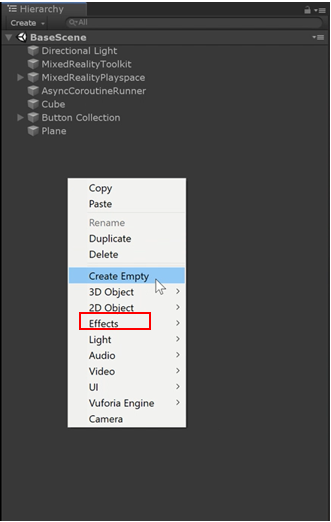 Hierarchy
Create All
BaseScene
Directional Light
MixedRealityToolkit
MixedRealityPlayspace
AsyncCoroutineRunner
Cube
Button Collection
Plane
Copy
Paste
Rename
Duplicate
Delete
Create Empty
3D Object
2D Object
Effects
Light
Audio
Video
UI
Vuforia Engine
Camera